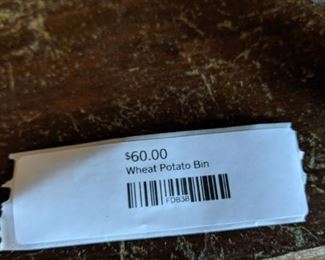 $60.00
Wheat Potato Bin
FDB38